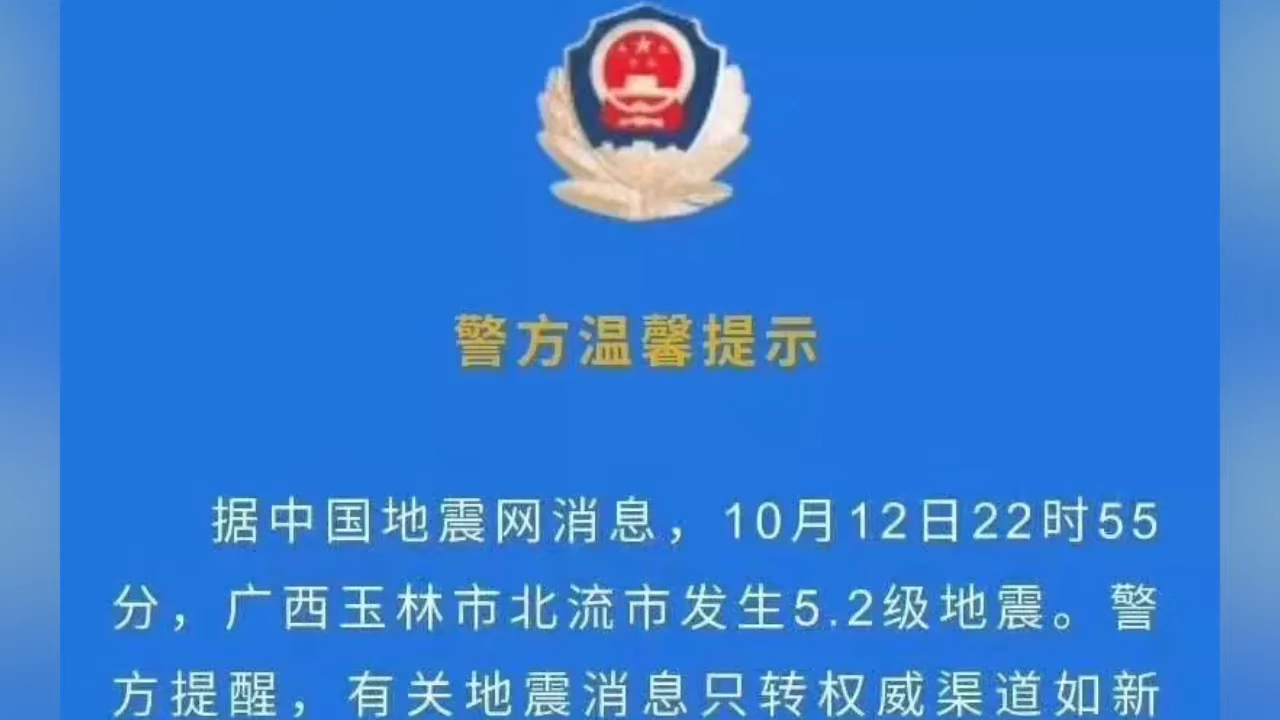 警方温馨提示
据中国地震网消息，10月12日22时55
分，广西玉林市北流市发生5.2级地震。警
方提醒，有关地震消息只转权威渠道如新